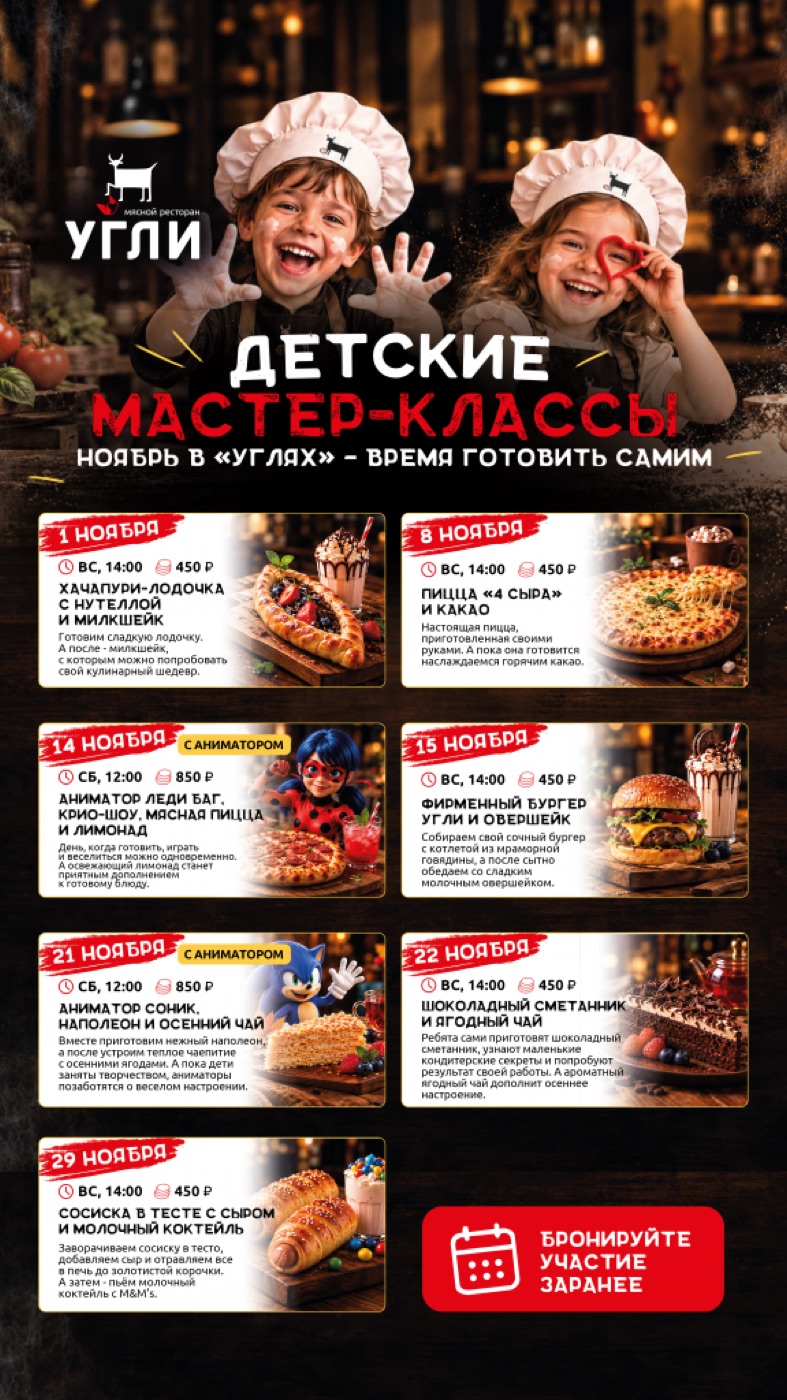 мясной ресторан
УГЛИ
ДЕТСКИЕ
МАСТЕР-КЛАССЫ
НОЯБРЬ В «УГЛЯХ» – ВРЕМЯ ГОТОВИТЬ САМИМ
1 НОЯБРЯ
ВС, 14:00 450 ₽
ХАЧАПУРИ-ЛОДОЧКА
С НУТЕЛЛОЙ
И МИЛКШЕЙК
Готовим сладкую лодочку.
А после - милкшейк,
с которым можно попробовать
свой кулинарный шедевр.
8 НОЯБРЯ
ВС, 14:00 450 ₽
ПИЦЦА «4 СЫРА»
И КАКАО
Настоящая пицца,
приготовленная своими
руками. А пока она готовится
наслаждаемся горячим какао.
14 НОЯБРЯ
С АНИМАТОРОМ
СБ, 12:00 850 ₽
АНИМАТОР ЛЕДИ БАГ,
КРИО-ШОУ, МЯСНАЯ ПИЦЦА
И ЛИМОНАД
День, когда готовить, играть
и веселиться можно одновременно.
А освежающий лимонад станет
приятным дополнением
к готовому блюду.
15 НОЯБРЯ
ВС, 14:00 450 ₽
ФИРМЕННЫЙ БУРГЕР
УГЛИ И ОВЕРШЕЙК
Собираем свой сочный бургер
с котлетой из мраморной
говядины, а после сытно
обедаем со сладким
молочным овершейком.
21 НОЯБРЯ
С АНИМАТОРОМ
СБ, 12:00 850 ₽
АНИМАТОР СОНИК,
НАПОЛЕОН И ОСЕННИЙ ЧАЙ
Вместе приготовим нежный наполеон,
а после устроим теплое чаепитие
с осенними ягодами. А пока дети
заняты творчеством, аниматоры
позаботятся о веселом настроении.
22 НОЯБРЯ
ВС, 14:00 450 ₽
ШОКОЛАДНЫЙ СМЕТАННИК
И ЯГОДНЫЙ ЧАЙ
Ребята сами приготовят шоколадный
сметанник, узнают маленькие
кондитерские секреты и попробуют
результат своей работы. А ароматный
ягодный чай дополнит осеннее
настроение.
29 НОЯБРЯ
ВС, 14:00 450 ₽
СОСИСКА В ТЕСТЕ С СЫРОМ
И МОЛОЧНЫЙ КОКТЕЙЛЬ
Заворачиваем сосиску в тесто,
добавляем сыр и отравляем все
в печь до золотистой корочки.
А затем - пьём молочный
коктейль с M&M's.
БРОНИРУЙТЕ
УЧАСТИЕ
ЗАРАНЕЕ